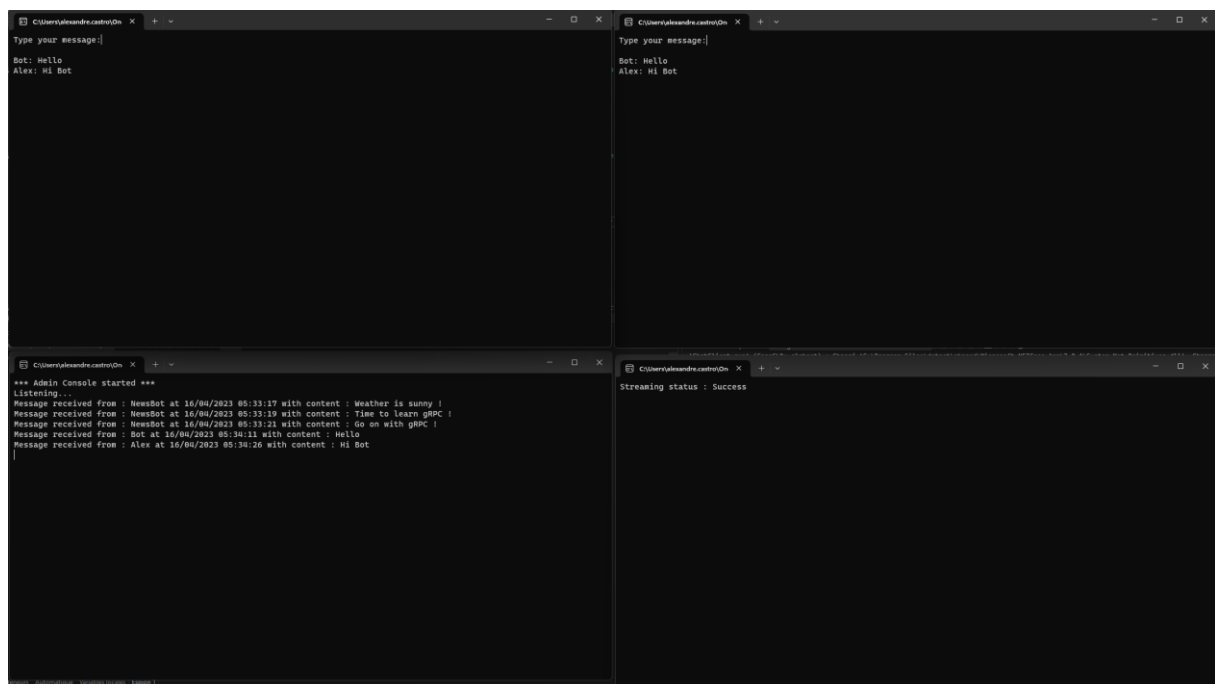 C:\Users\alexandre.castro\On
Type your message:
Bot: Hello
Alex: Hi Bot
C:\Users\alexandre.castro\On
Type your message:
Bot: Hello
Alex: Hi Bot
C:\Users\alexandre.castro\On
*** Admin Console started ***
Listening...
Message received from : NewsBot at 16/04/2023 05:33:17 with content : Weather is sunny !
Message received from : NewsBot at 16/04/2023 05:33:19 with content : Time to learn gRPC !
Message received from : NewsBot at 16/04/2023 05:33:21 with content : Go on with gRPC !
Message received from : Bot at 16/04/2023 05:34:11 with content : Hello
Message received from : Alex at 16/04/2023 05:34:26 with content : Hi Bot
C:\Users\alexandre.castro\On
Streaming status : Success
Automatique Variables locales Espion 1